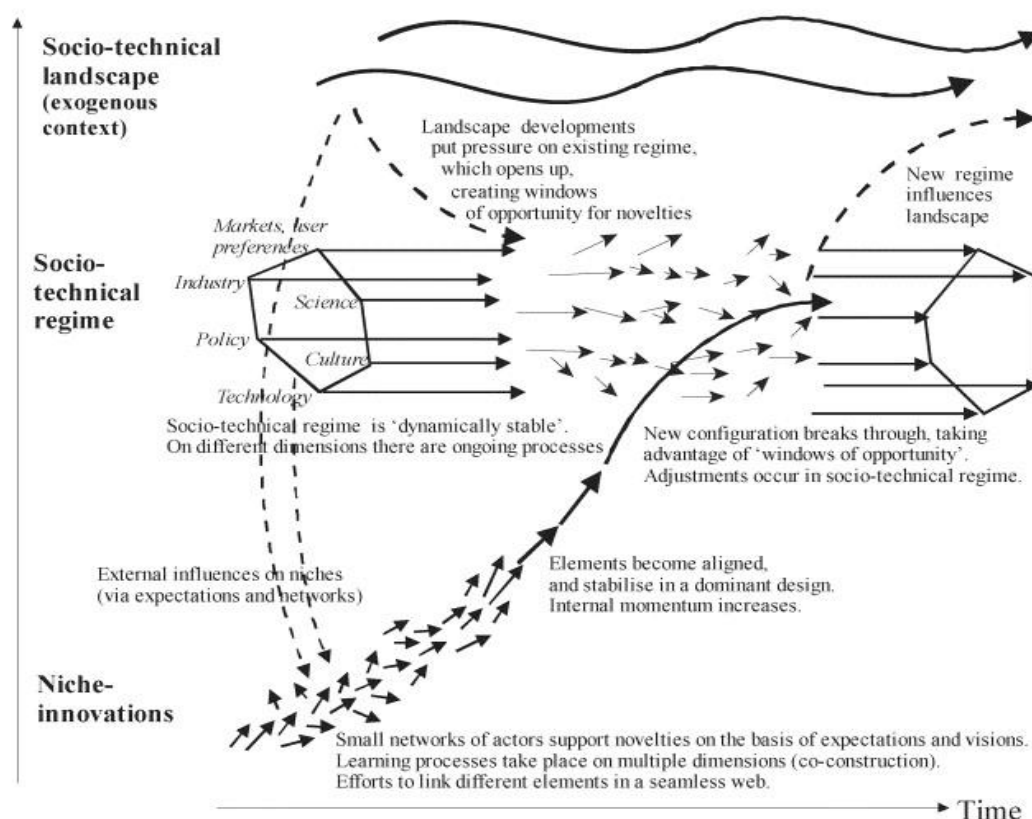 Socio-technical
landscape
(exogenous
context)
Landscape developments
put pressure on existing regime,
which opens up,
creating windows
of opportunity for novelties
New regime
influences
landscape
Markets, user
preferences
Socio-
technical
regime
Industry
Science
Policy
Culture
Technology
Socio-technical regime is ‘dynamically stable’.
On different dimensions there are ongoing processes
New configuration breaks through, taking
advantage of ‘windows of opportunity’.
Adjustments occur in socio-technical regime.
Elements become aligned,
and stabilise in a dominant design.
Internal momentum increases.
External influences on niches
(via expectations and networks)
Niche-
innovations
Small networks of actors support novelties on the basis of expectations and visions.
Learning processes take place on multiple dimensions (co-construction).
Efforts to link different elements in a seamless web.
Time